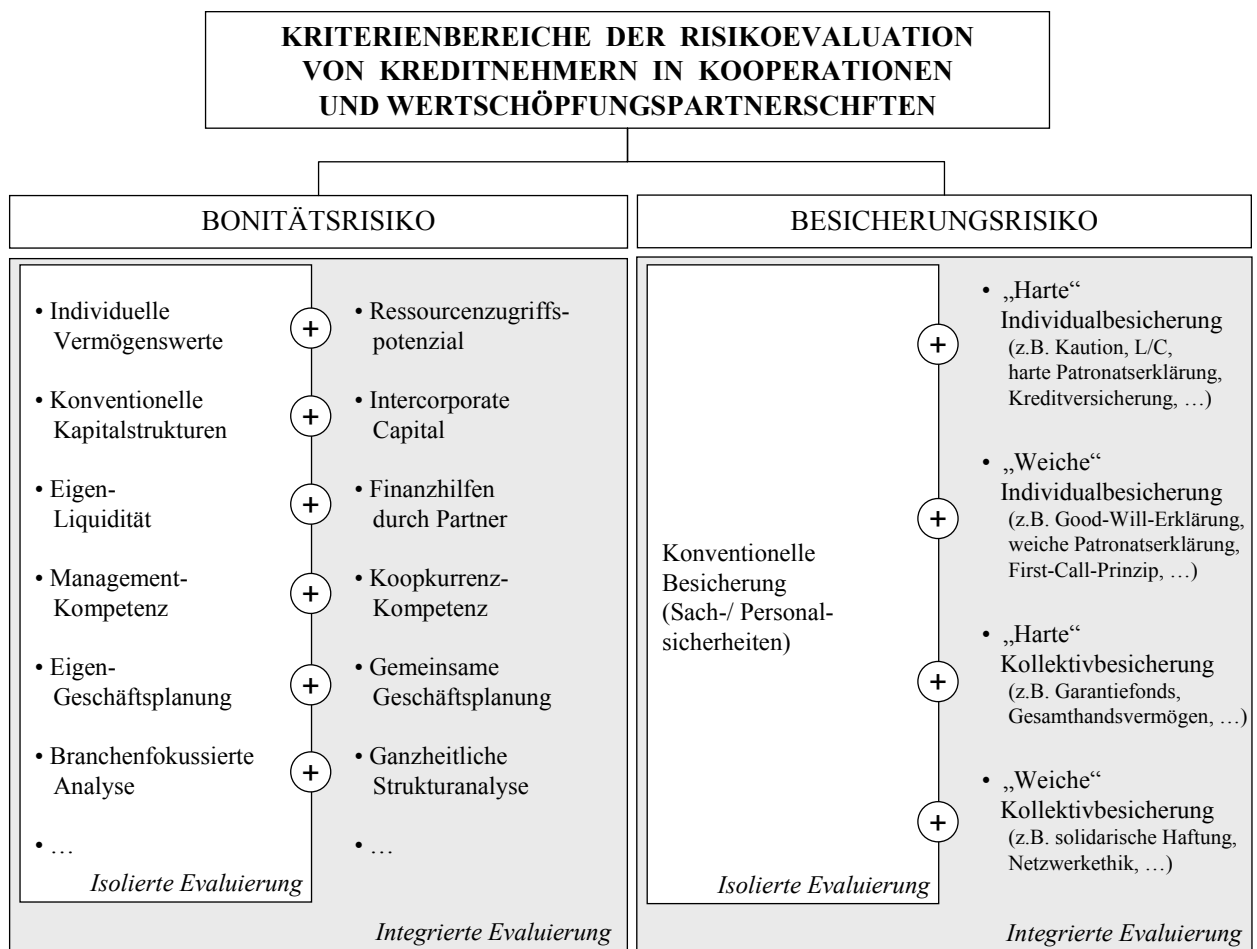 KRITERIENBEREICHE DER RISIKOEVALUATION
VON KREDITNEHMERN IN KOOPERATIONEN
UND WERTSCHÖPFUNGSPARTNERSCHFTEN
BONITÄTSRISIKO
• Individuelle
Vermögenswerte
+
• Ressourcenzugriffs-
potenzial
• Konventionelle
Kapitalstrukturen
+
• Intercorporate
Capital
• Eigen-
Liquidität
+
• Finanzhilfen
durch Partner
• Management-
Kompetenz
+
• Koopkurrenz-
Kompetenz
• Eigen-
Geschäftsplanung
+
• Gemeinsame
Geschäftsplanung
• Branchenfokussierte
Analyse
+
• Ganzheitliche
Strukturanalyse
• …
• …
Isolierte Evaluierung
Integrierte Evaluierung
BESICHERUNGSRISIKO
Konventionelle
Besicherung
(Sach-/ Personal-
sicherheiten)
+
• „Harte“
Individualbesicherung
(z.B. Kaution, L/C,
harte Patronatserklärung,
Kreditversicherung, …)
+
• „Weiche“
Individualbesicherung
(z.B. Good-Will-Erklärung,
weiche Patronatserklärung,
First-Call-Prinzip, …)
+
• „Harte“
Kollektivbesicherung
(z.B. Garantiefonds,
Gesamthandsvermögen, …)
+
• „Weiche“
Kollektivbesicherung
(z.B. solidarische Haftung,
Netzwerkethik, …)
Isolierte Evaluierung
Integrierte Evaluierung